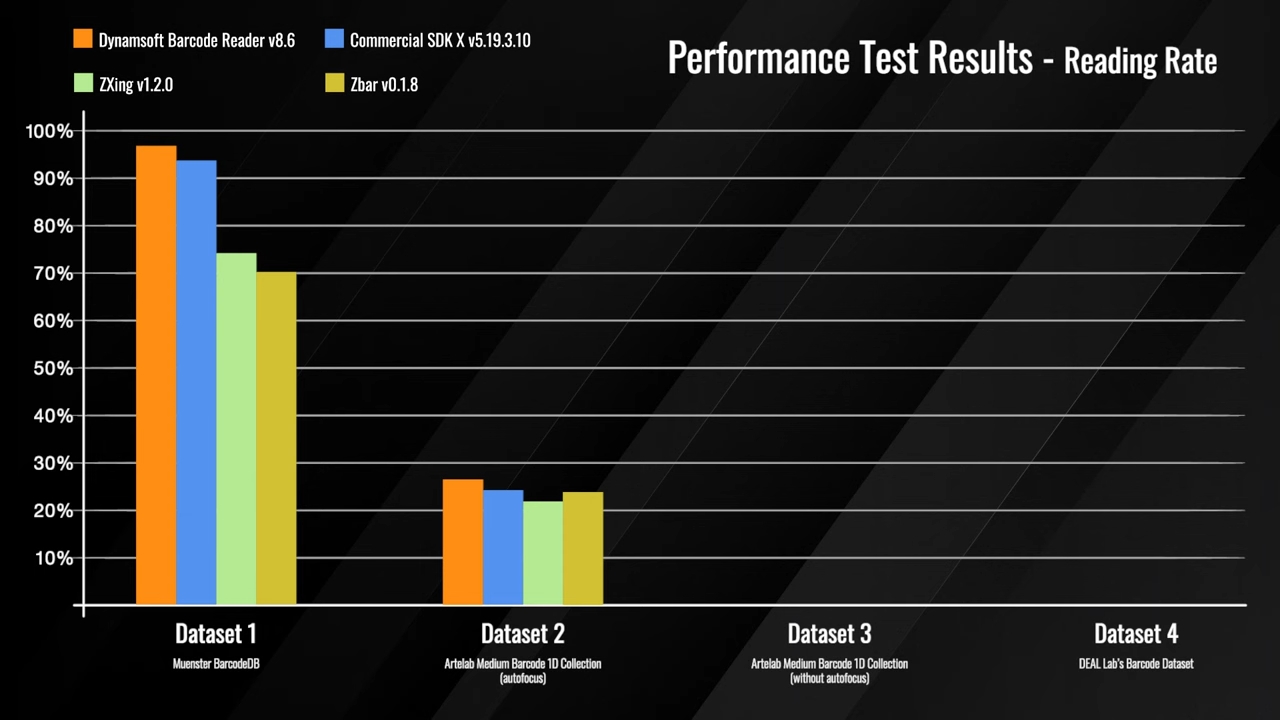 Dynamsoft Barcode Reader v8.6
Commercial SDK X v5.19.3.10
ZXing v1.2.0
Zbar v0.1.8
Performance Test Results - Reading Rate
100%
90%
80%
70%
60%
50%
40%
30%
20%
10%
Dataset 1
Muenster BarcodeDB
Dataset 2
Artelab Medium Barcode 1D Collection
(autofocus)
Dataset 3
Artelab Medium Barcode 1D Collection
(without autofocus)
Dataset 4
DEAL Lab's Barcode Dataset